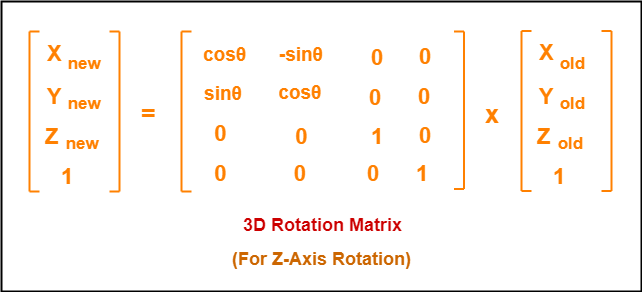 X new = cosθ -sinθ 0 0 x X old
Y new sinθ cosθ 0 0 Y old
Z new 0 0 1 0 Z old
1 0 0 0 1 1
3D Rotation Matrix
(For Z-Axis Rotation)